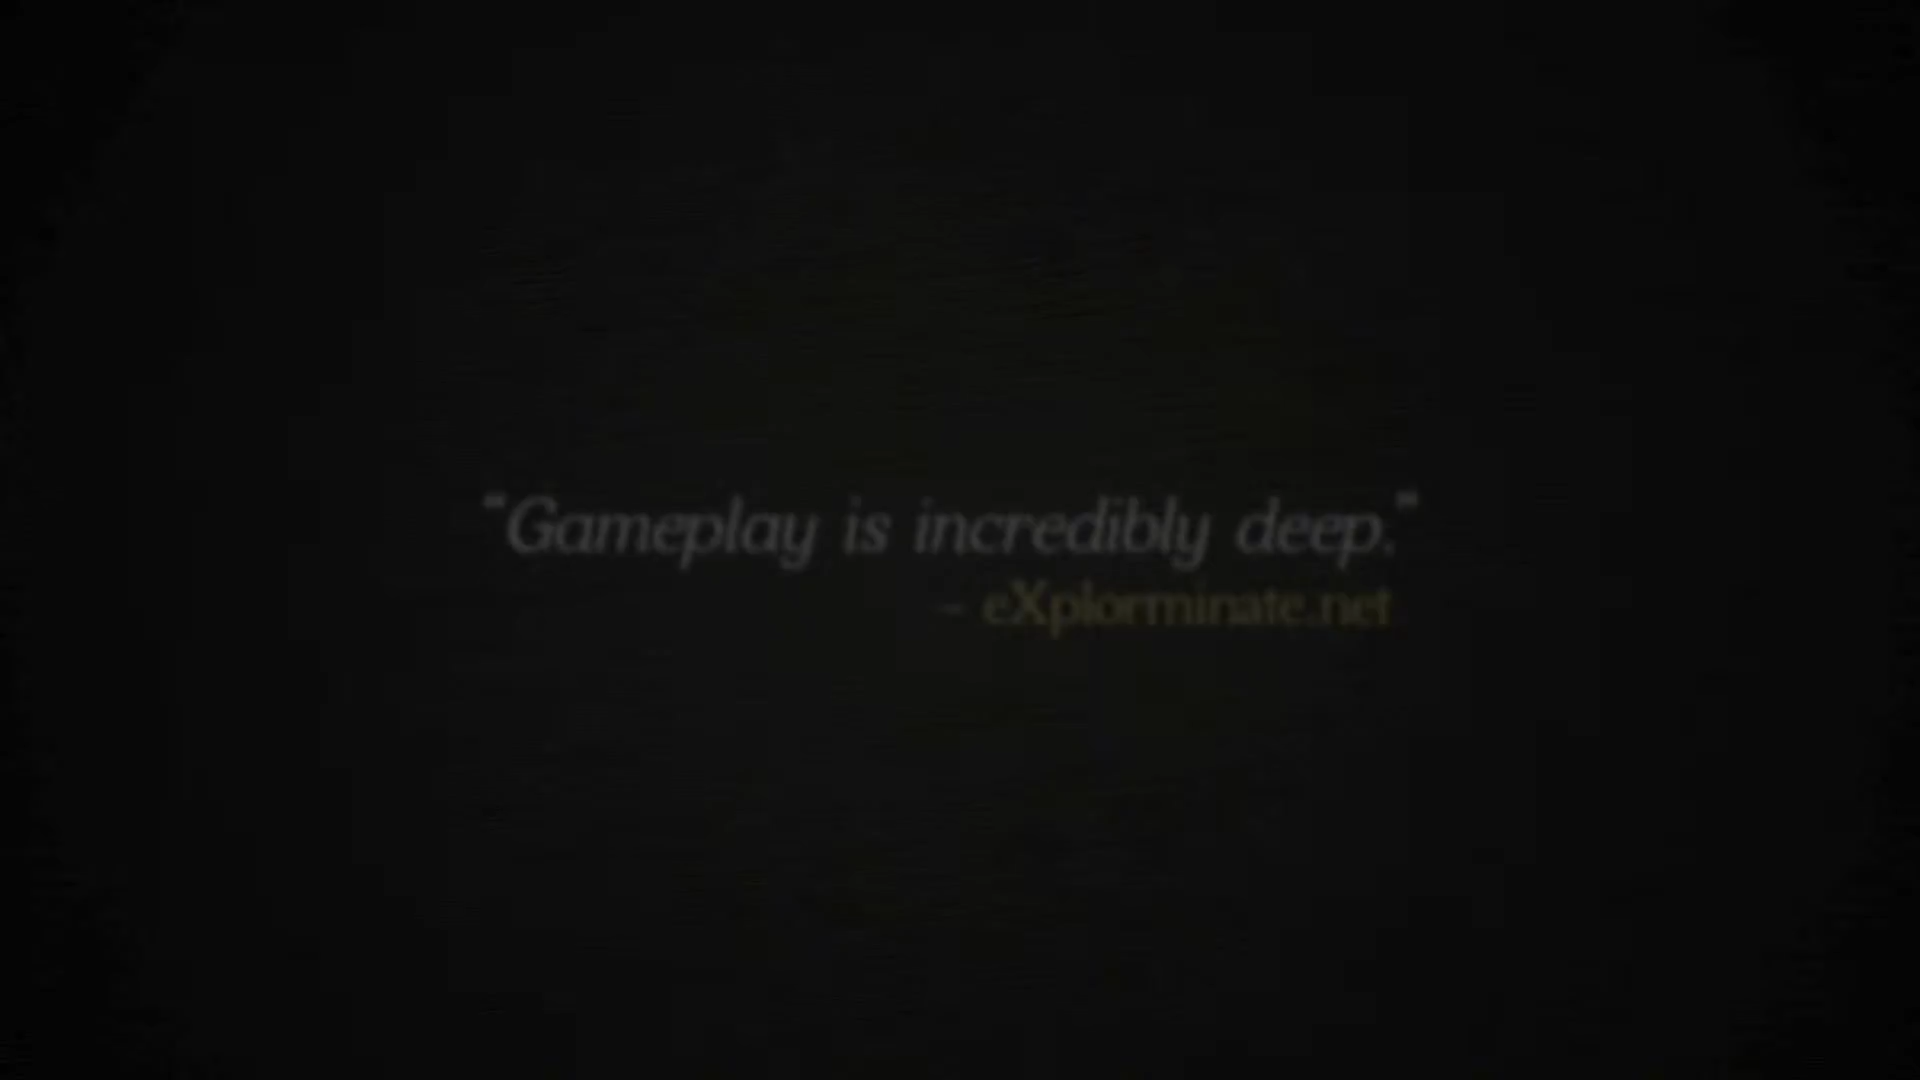 “Gameplay is incredibly deep.”
– eXplorminate.net